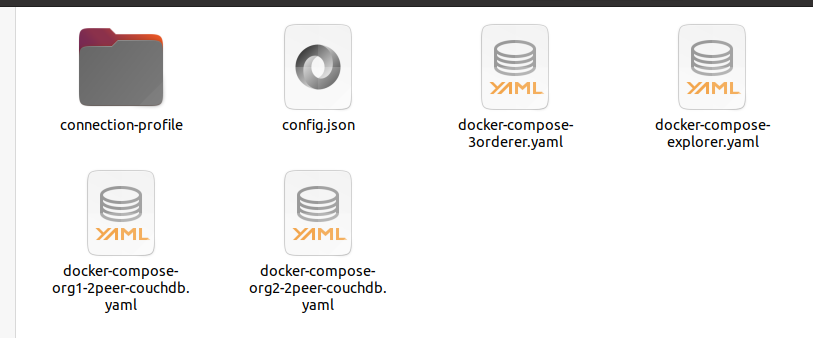 YAML
YAML
connection-profile
config.json
docker-compose-
3orderer.yaml
docker-compose-
explorer.yaml
YAML
YAML
docker-compose-
org1-2peer-couchdb.
yaml
docker-compose-
org2-2peer-couchdb.
yaml